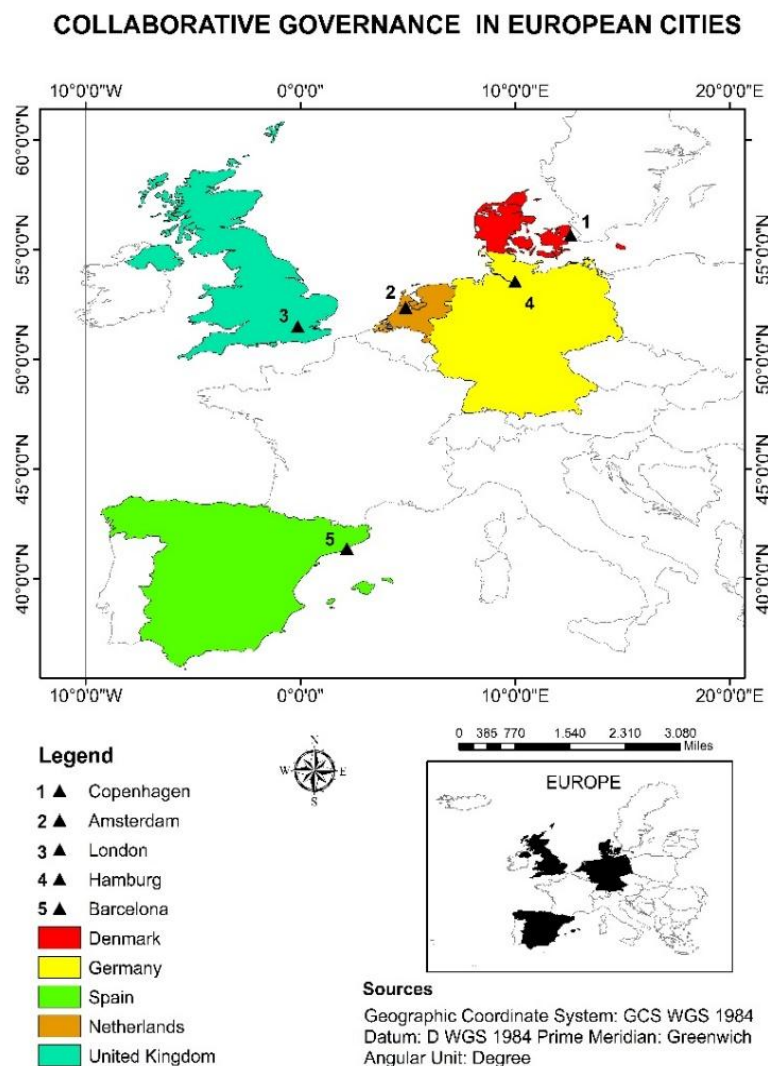 COLLABORATIVE GOVERNANCE IN EUROPEAN CITIES
10°0'0"W 0°0'0" 10°0'0"E 20°0'0"E
60°0'0"N 60°0'0"N
1
55°0'0"N 55°0'0"N
2
4
3
50°0'0"N 50°0'0"N
45°0'0"N 45°0'0"N
5
40°0'0"N 40°0'0"N
10°0'0"W 0°0'0" 10°0'0"E 20°0'0"E
0 385 770 1.540 2.310 3.080
Miles
N
W E
S
Legend
1 Copenhagen
2 Amsterdam
3 London
4 Hamburg
5 Barcelona
Denmark
Germany
Spain
Netherlands
United Kingdom
EUROPE
Sources
Geographic Coordinate System: GCS WGS 1984
Datum: D WGS 1984 Prime Meridian: Greenwich
Angular Unit: Degree